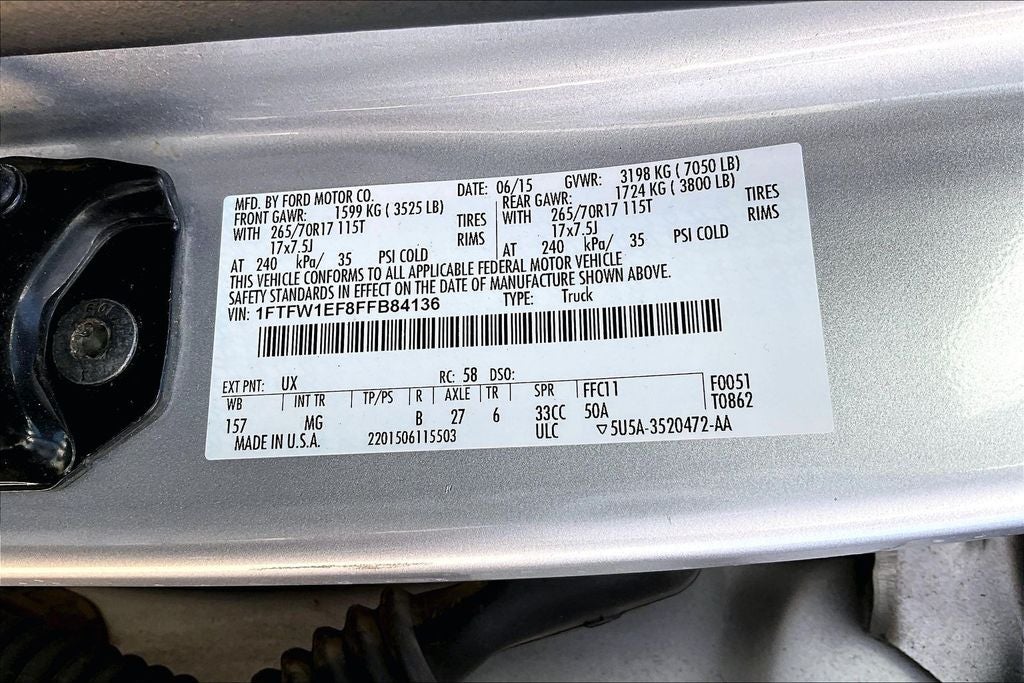 MFD. BY FORD MOTOR CO. DATE: 06/15 GVWR: 3198 KG ( 7050 LB)
FRONT GAWR: 1599 KG ( 3525 LB) REAR GAWR: 1724 KG ( 3800 LB)
WITH 265/70R17 115T TIRES WITH 265/70R17 115T TIRES
17x7.5J RIMS 17x7.5J RIMS
AT 240 kPa/ 35 PSI COLD AT 240 kPa/ 35 PSI COLD
THIS VEHICLE CONFORMS TO ALL APPLICABLE FEDERAL MOTOR VEHICLE
SAFETY STANDARDS IN EFFECT ON THE DATE OF MANUFACTURE SHOWN ABOVE.
VIN: 1FTFW1EF8FFB84136 TYPE: Truck
EXT PNT: UX RC: 58 DSO:
WB INT TR TP/PS R AXLE TR SPR FFC11 F0051
157 MG B 27 6 33CC 50A T0862
MADE IN U.S.A. 2201506115503 ULC ▽5U5A-3520472-AA